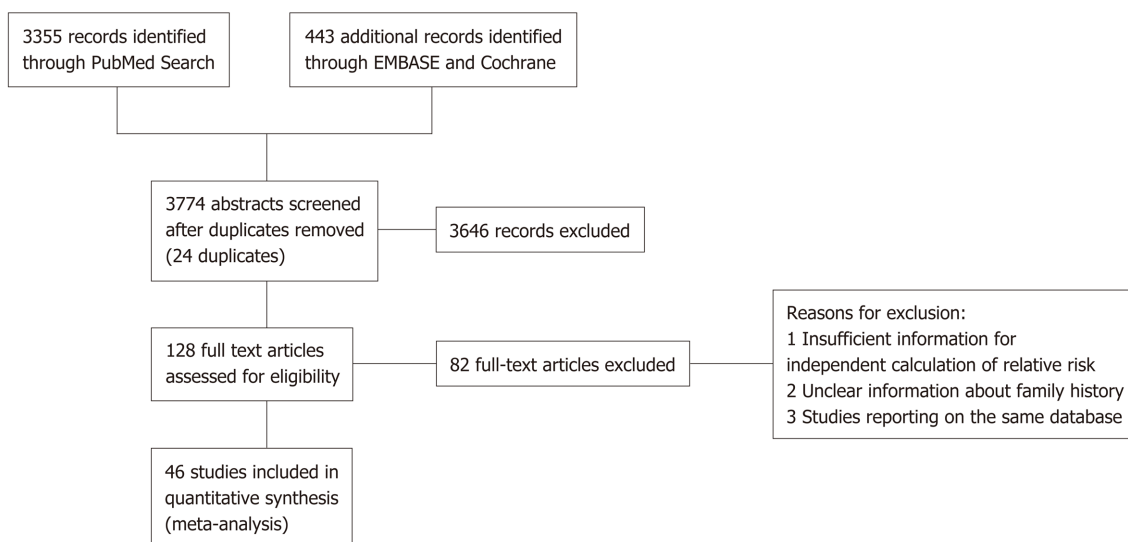 3355 records identified
through PubMed Search
443 additional records identified
through EMBASE and Cochrane
3774 abstracts screened
after duplicates removed
(24 duplicates)
3646 records excluded
128 full text articles
assessed for eligibility
82 full-text articles excluded
Reasons for exclusion:
1 Insufficient information for
independent calculation of relative risk
2 Unclear information about family history
3 Studies reporting on the same database
46 studies included in
quantitative synthesis
(meta-analysis)